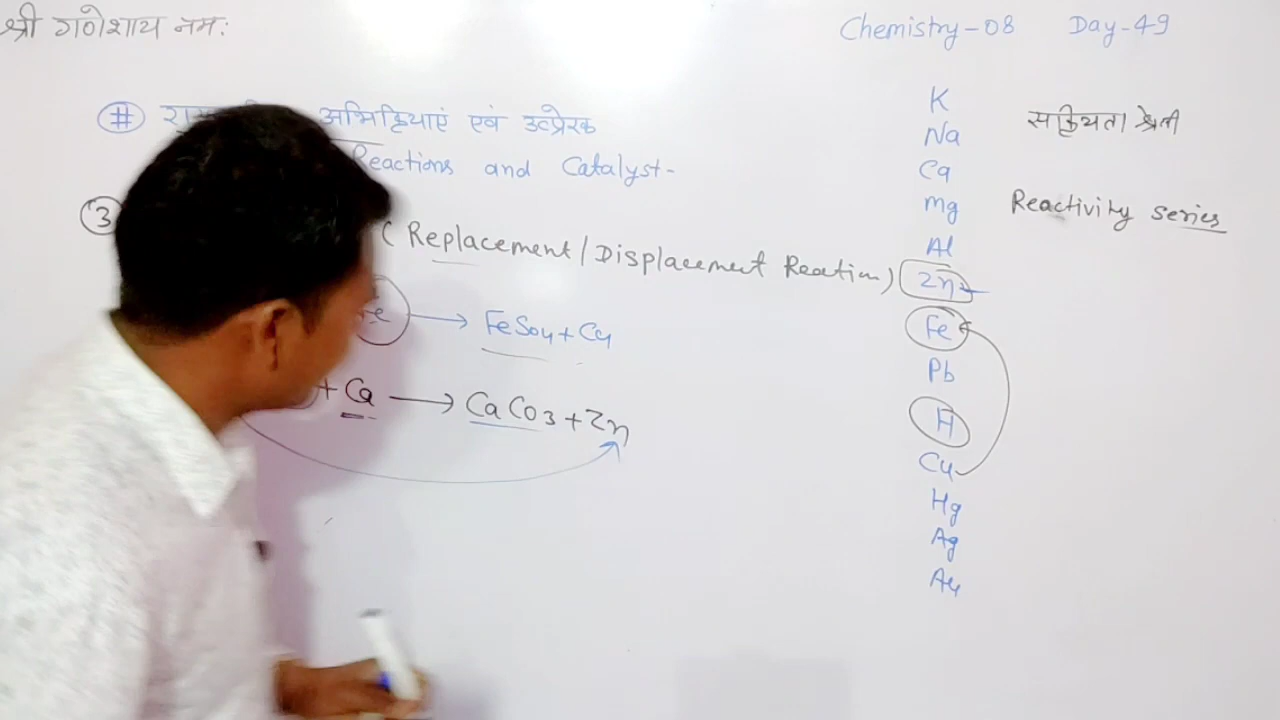 श्री गणेशाय नमः
Chemistry-08 Day-49
# अभिक्रियाएं एवं उत्प्रेरक
Reactions and Catalyst-
3 ( Replacement/Displacement Reaction)
Fe → FeSO4 + Cu
+ Ca → CaCO3 + Zn
K
Na
Ca
Mg
Al
Zn
Fe
Pb
H
Cu
Hg
Ag
Au
सक्रियता श्रेणी
Reactivity series